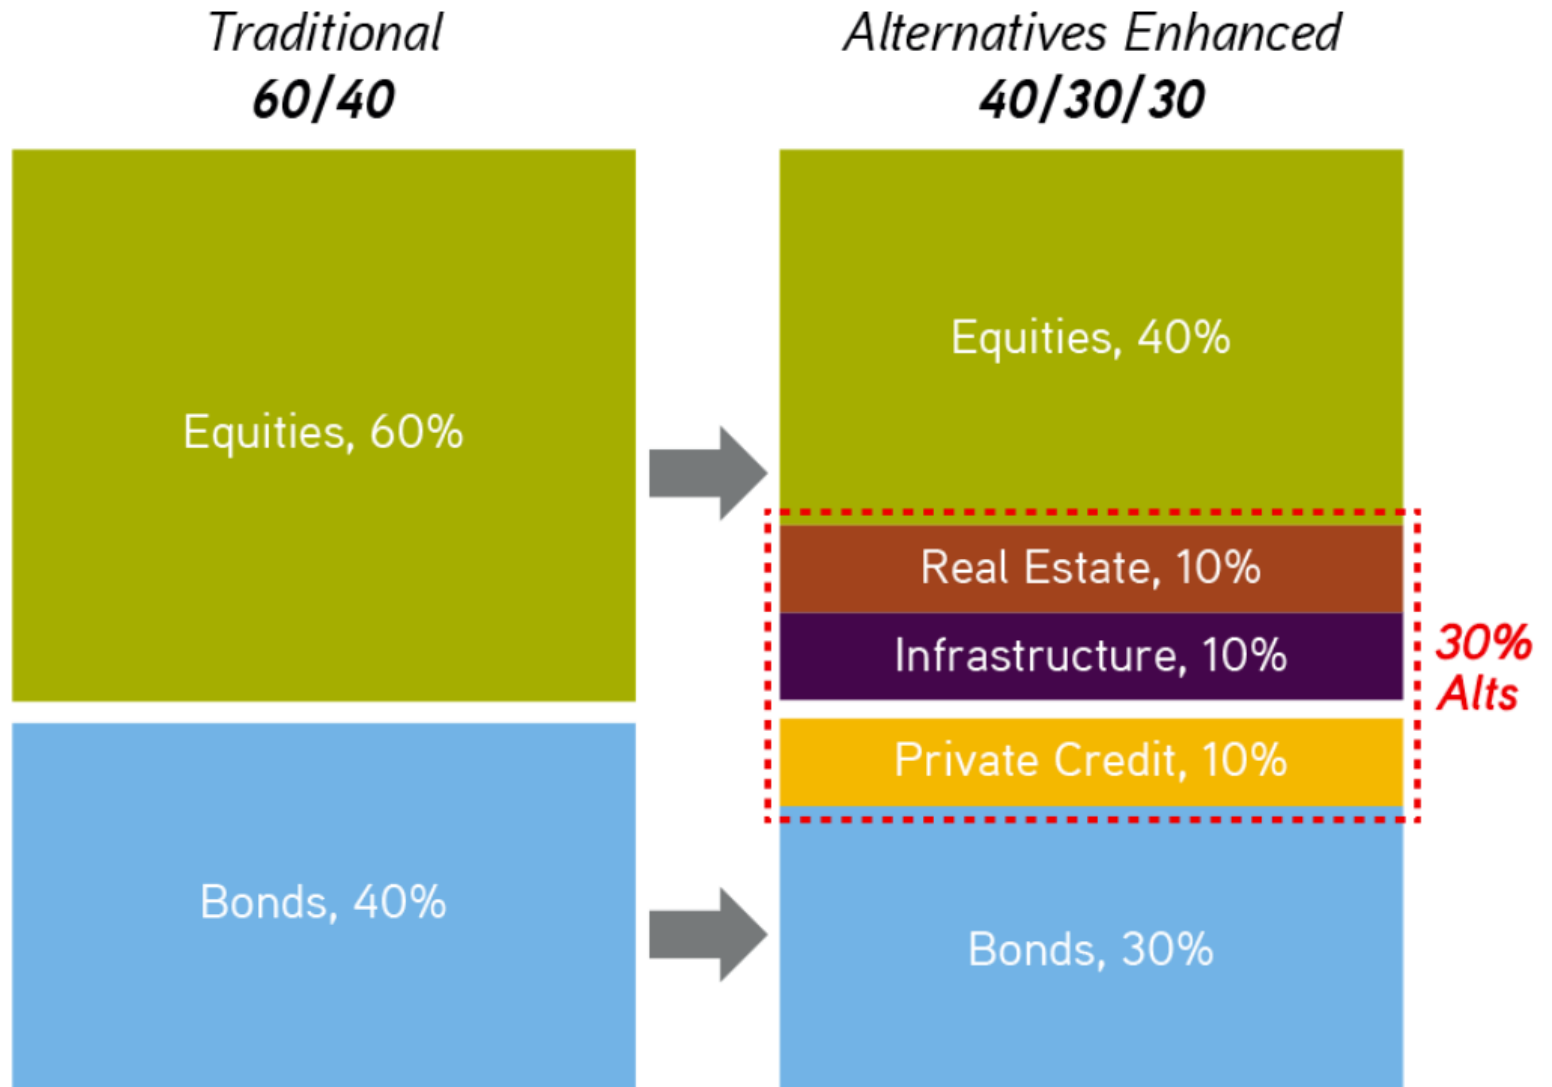 Traditional
60/40
Equities, 60%
Bonds, 40%
Alternatives Enhanced
40/30/30
Equities, 40%
Real Estate, 10%
Infrastructure, 10%
Private Credit, 10%
Bonds, 30%
30%
Alts